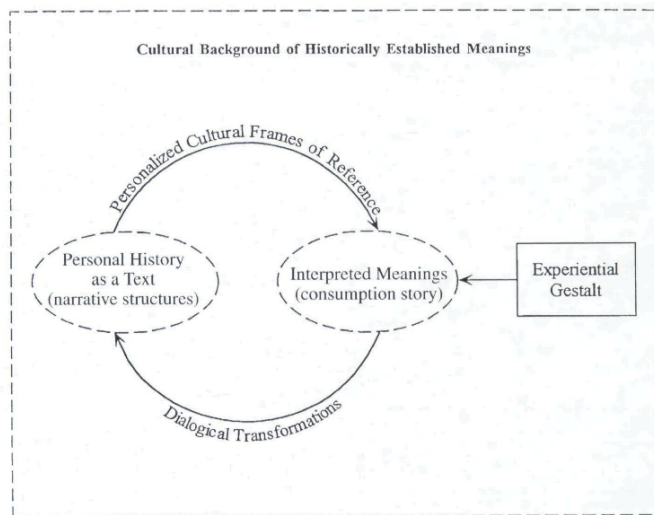 Cultural Background of Historically Established Meanings
Personalized Cultural Frames of Reference
Personal History
as a Text
(narrative structures)
Interpreted Meanings
(consumption story)
Experiential
Gestalt
Dialogical Transformations